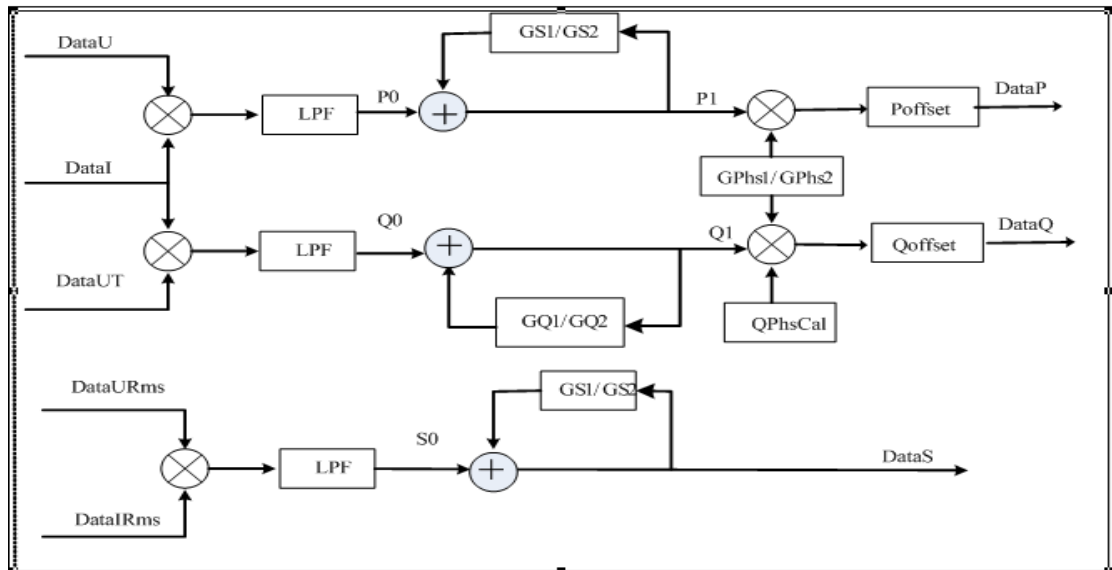 DataU
GS1/GS2
DataP
P0
P1
LPF
+
Poffset
DataI
GPhs1/GPhs2
Q0
Q1
DataQ
LPF
+
Qoffset
DataUT
GQ1/GQ2
QPhsCal
DataURms
GS1/GS2
S0
LPF
+
DataS
DataIRms